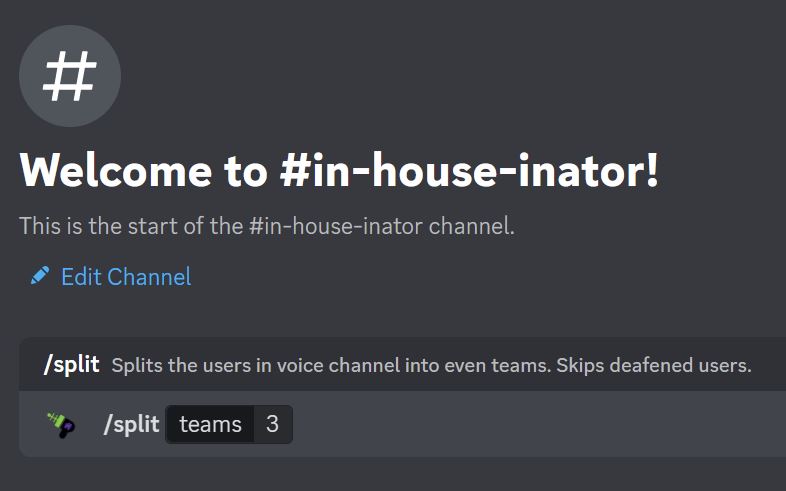 #
Welcome to #in-house-inator!
This is the start of the #in-house-inator channel.
Edit Channel
/split Splits the users in voice channel into even teams. Skips deafened users.
/split teams 3